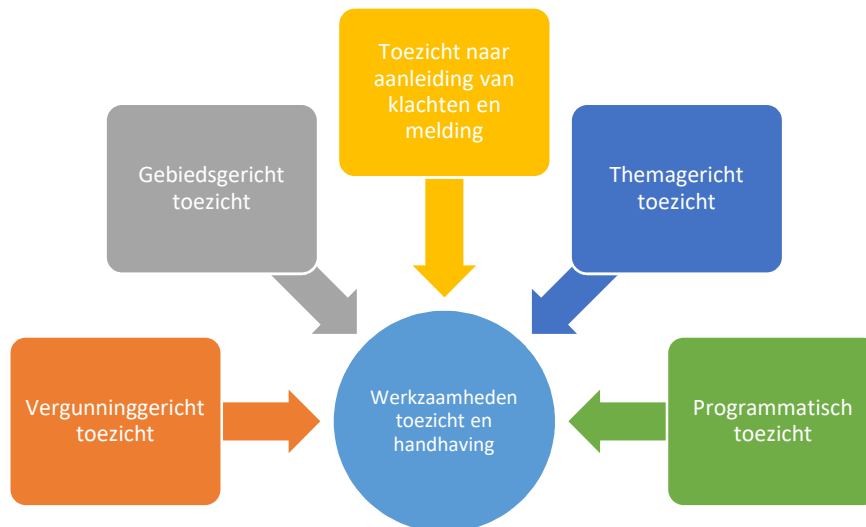 Toezicht naar
aanleiding van
klachten en
melding
Gebiedsgericht
toezicht
Themagericht
toezicht
Vergunninggericht
toezicht
Werkzaamheden
toezicht en
handhaving
Programmatisch
toezicht